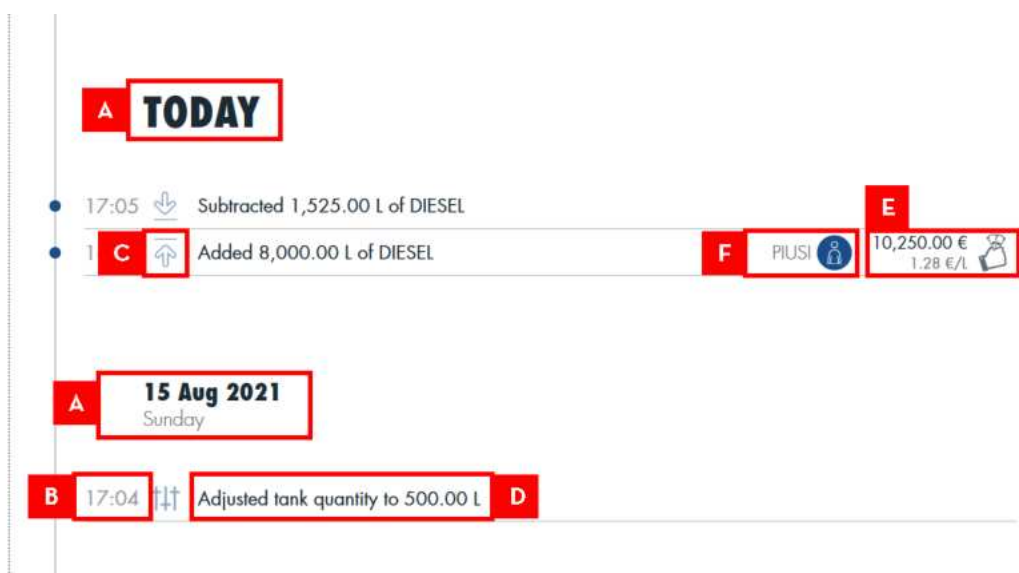 A TODAY
17:05 Subtracted 1,525.00 L of DIESEL
E
1 C Added 8,000.00 L of DIESEL F PIUSI 10,250.00 €
1.28 €/L
A 15 Aug 2021
Sunday
B 17:04 Adjusted tank quantity to 500.00 L D